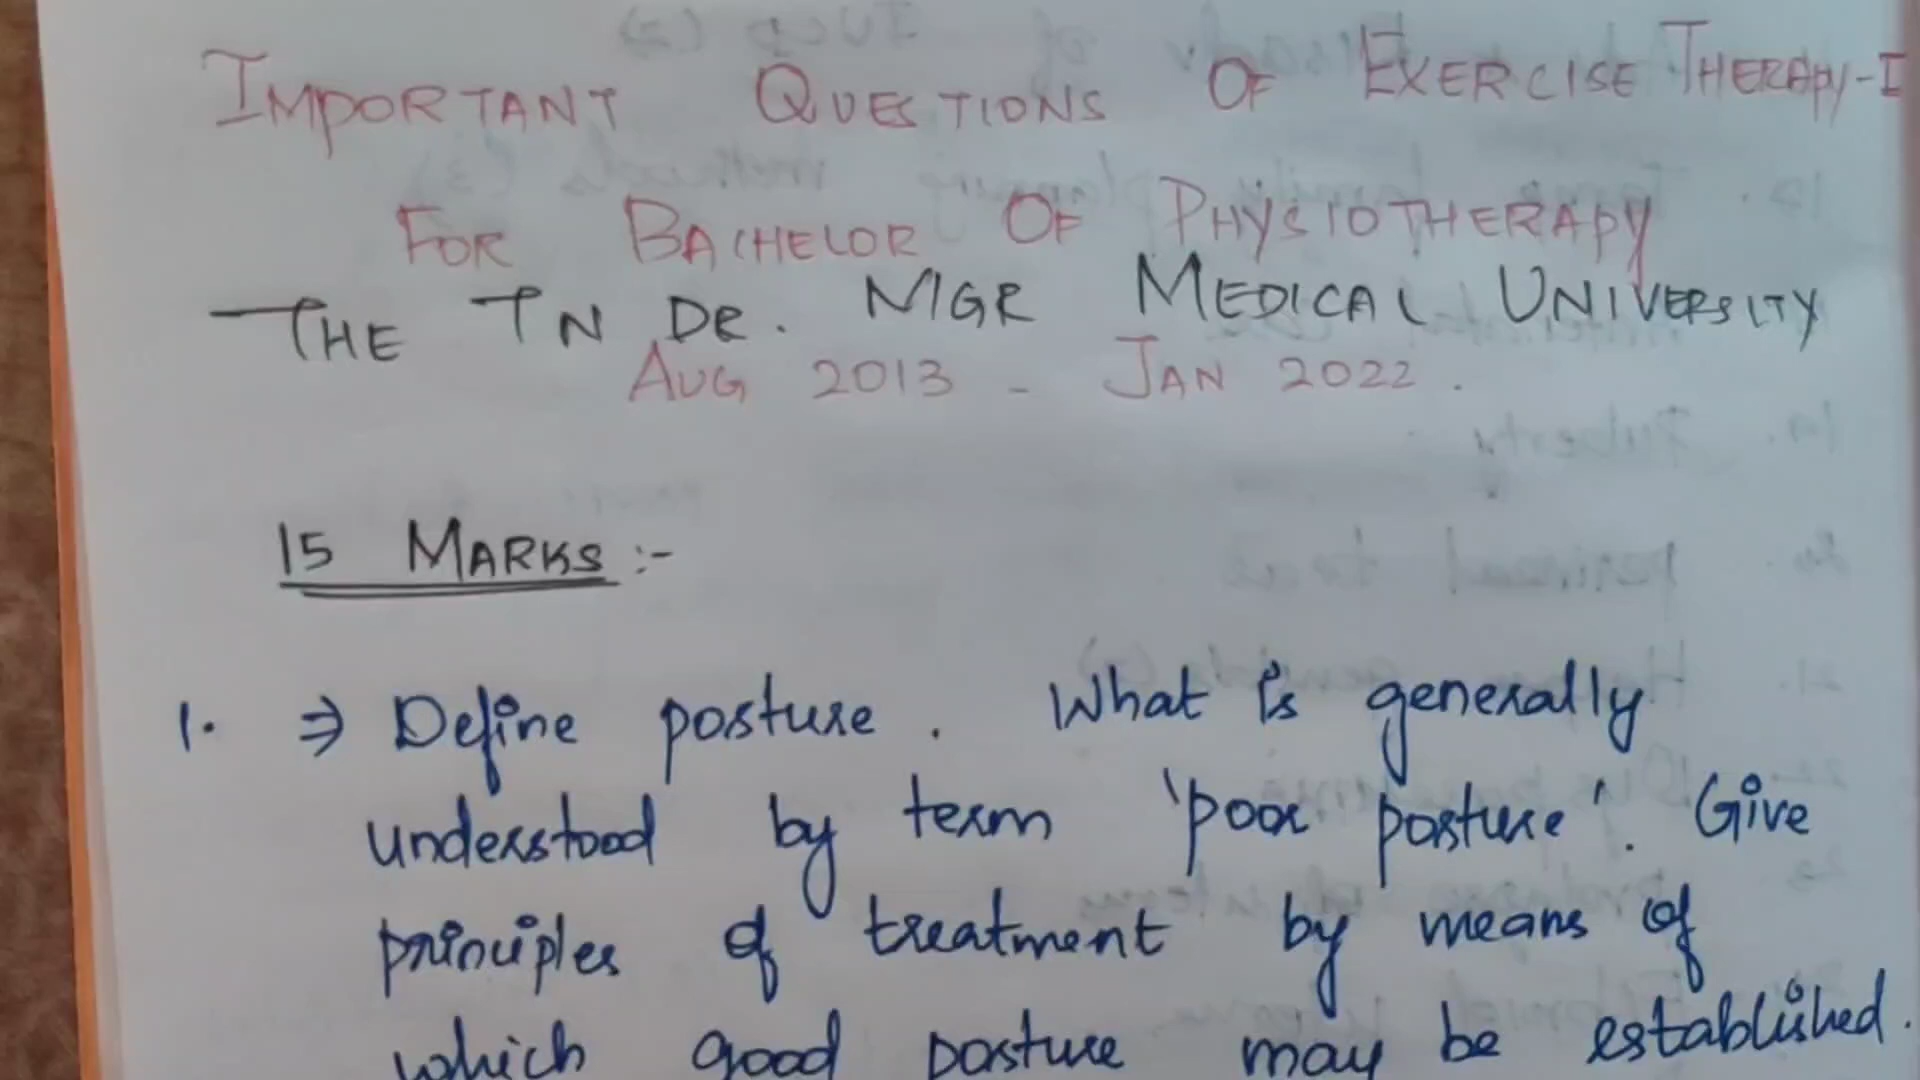 IMPORTANT QUESTIONS OF EXERCISE THERAPY-I
FOR BACHELOR OF PHYSIOTHERAPY
THE TN DR. MGR MEDICAL UNIVERSITY
AUG 2013 - JAN 2022.
15 MARKS :-
1. ⇒ Define posture. What is generally
understood by term 'poor posture'. Give
principles of treatment by means of
which good posture may be established.